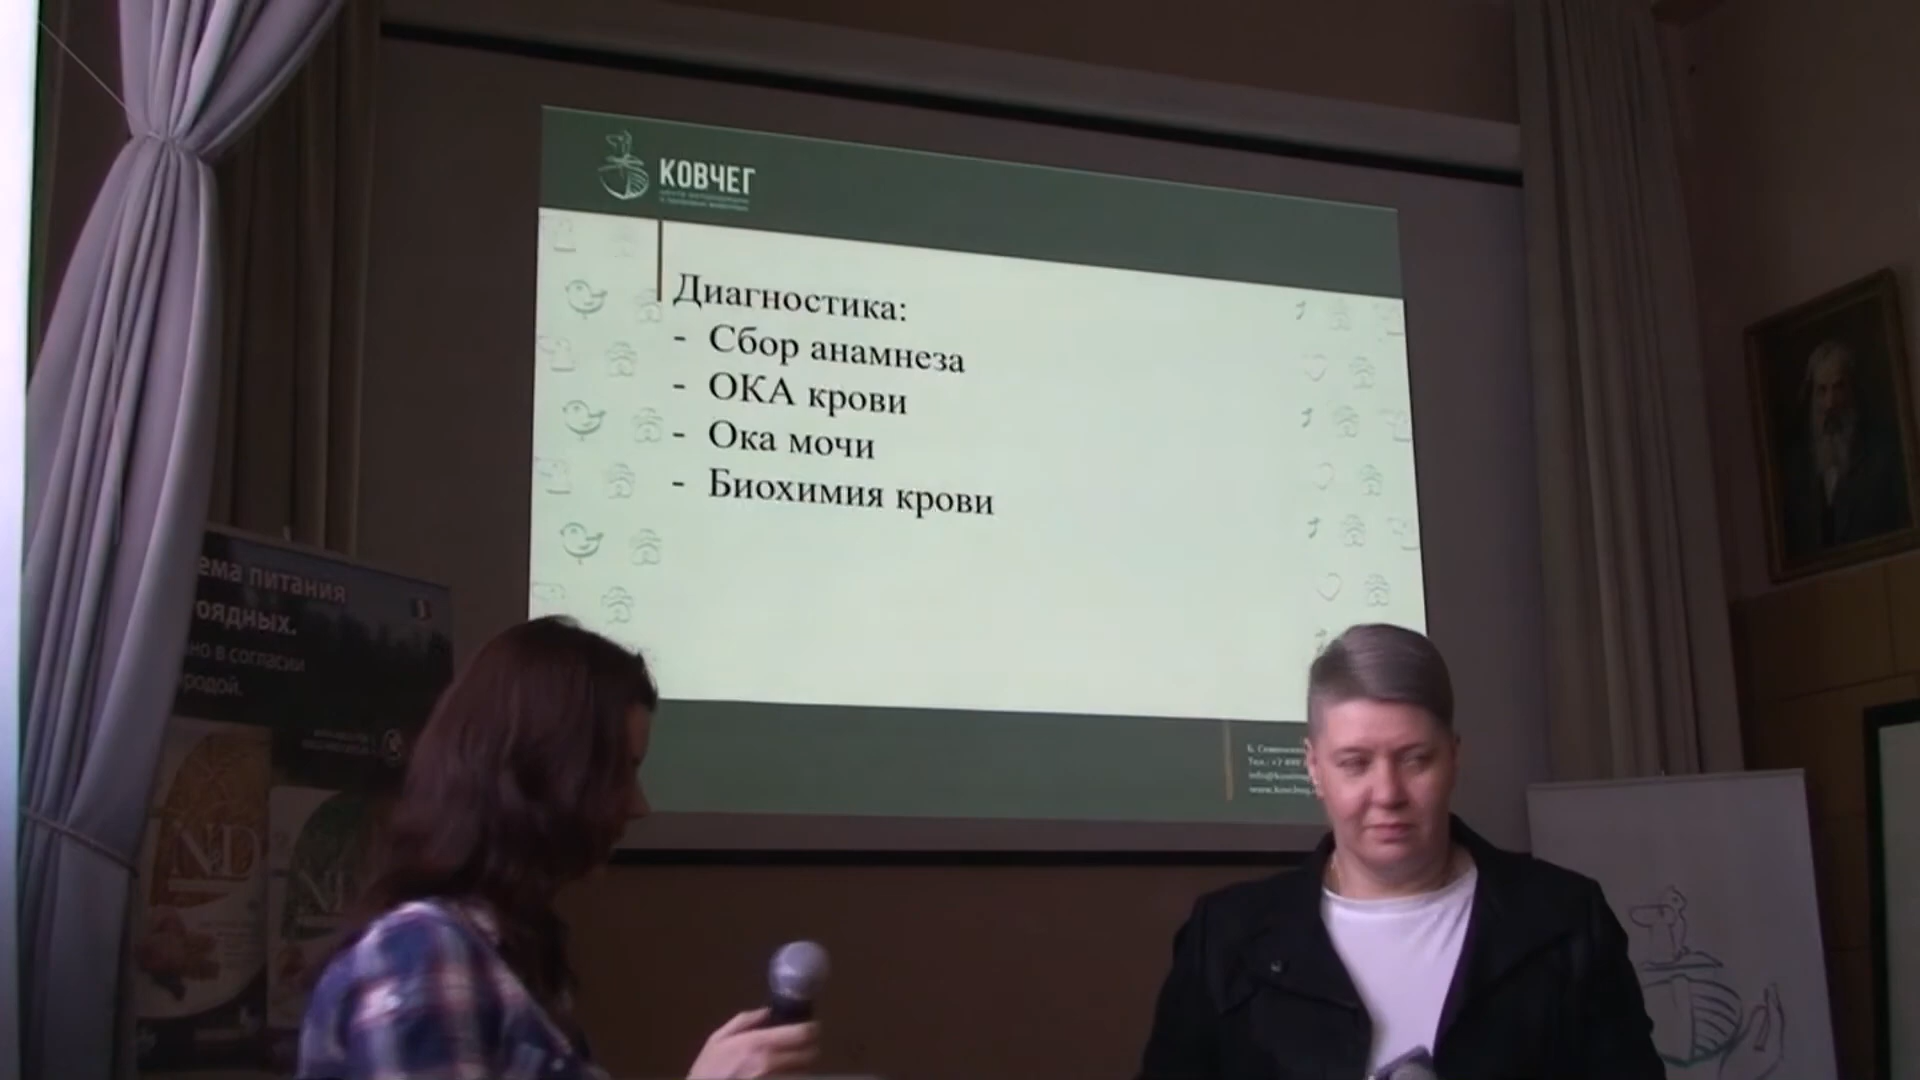 КОВЧЕГ
Диагностика:
- Сбор анамнеза
- ОКА крови
- Ока мочи
- Биохимия крови
ема питания
оядных.
но в согласии
родой.
N&D